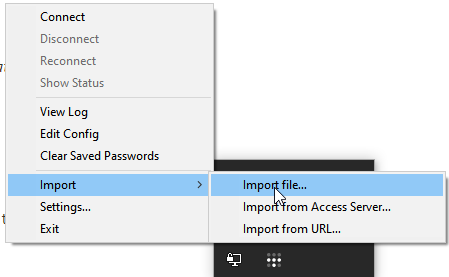 Connect
Disconnect
Reconnect
Show Status
View Log
Edit Config
Clear Saved Passwords
Import
Import file...
Settings...
Import from Access Server...
Exit
Import from URL...